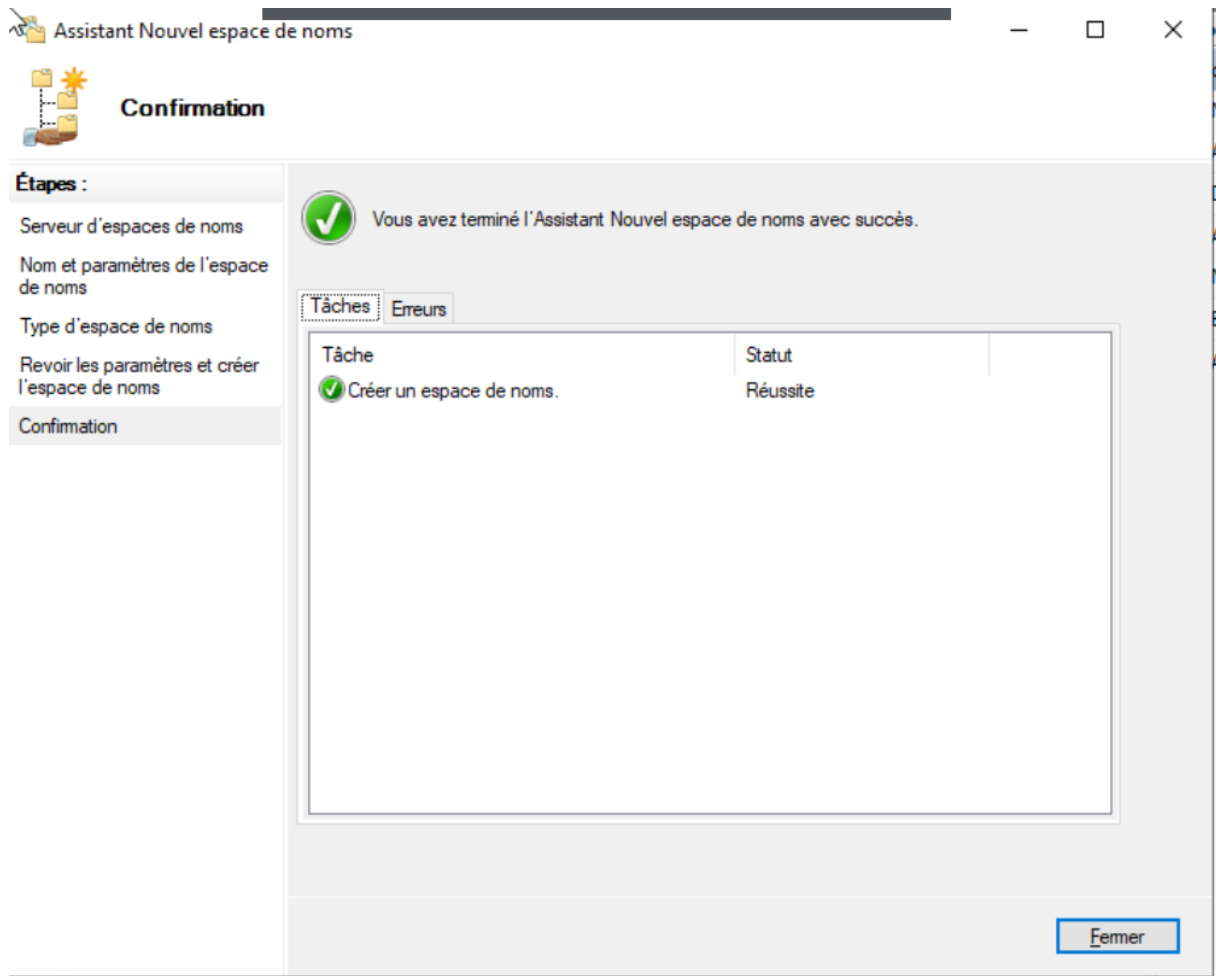 Assistant Nouvel espace de noms
Confirmation
Étapes :
Serveur d'espaces de noms
Nom et paramètres de l'espace
de noms
Type d'espace de noms
Revoir les paramètres et créer
l'espace de noms
Confirmation
Vous avez terminé l'Assistant Nouvel espace de noms avec succès.
Tâches Erreurs
Tâche Statut
Créer un espace de noms. Réussite
Fermer